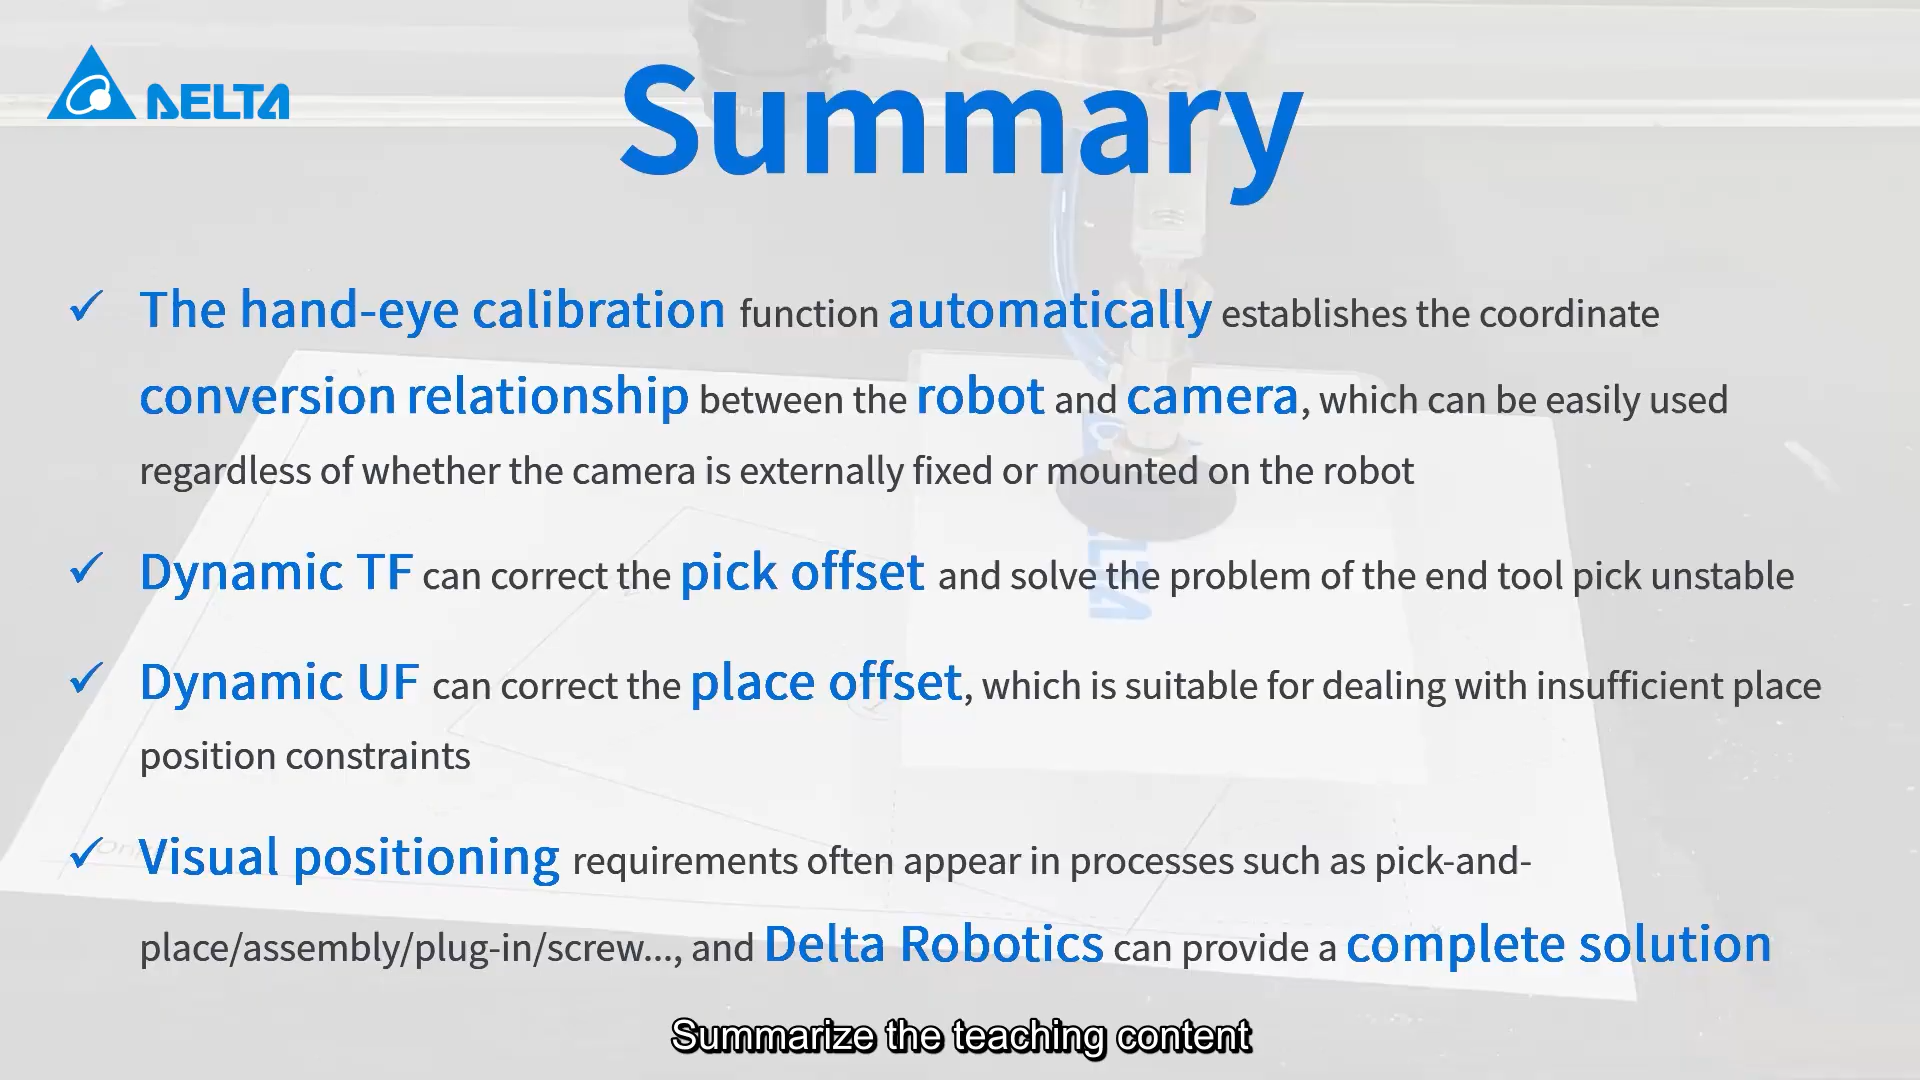 DELTA
Summary
✓ The hand-eye calibration function automatically establishes the coordinate
conversion relationship between the robot and camera, which can be easily used
regardless of whether the camera is externally fixed or mounted on the robot
✓ Dynamic TF can correct the pick offset and solve the problem of the end tool pick unstable
✓ Dynamic UF can correct the place offset, which is suitable for dealing with insufficient place
position constraints
✓ Visual positioning requirements often appear in processes such as pick-and-
place/assembly/plug-in/screw..., and Delta Robotics can provide a complete solution
Summarize the teaching content